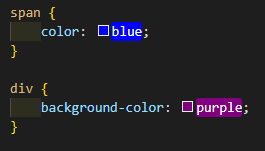 span {
    color: blue;
}

div {
    background-color: purple;
}